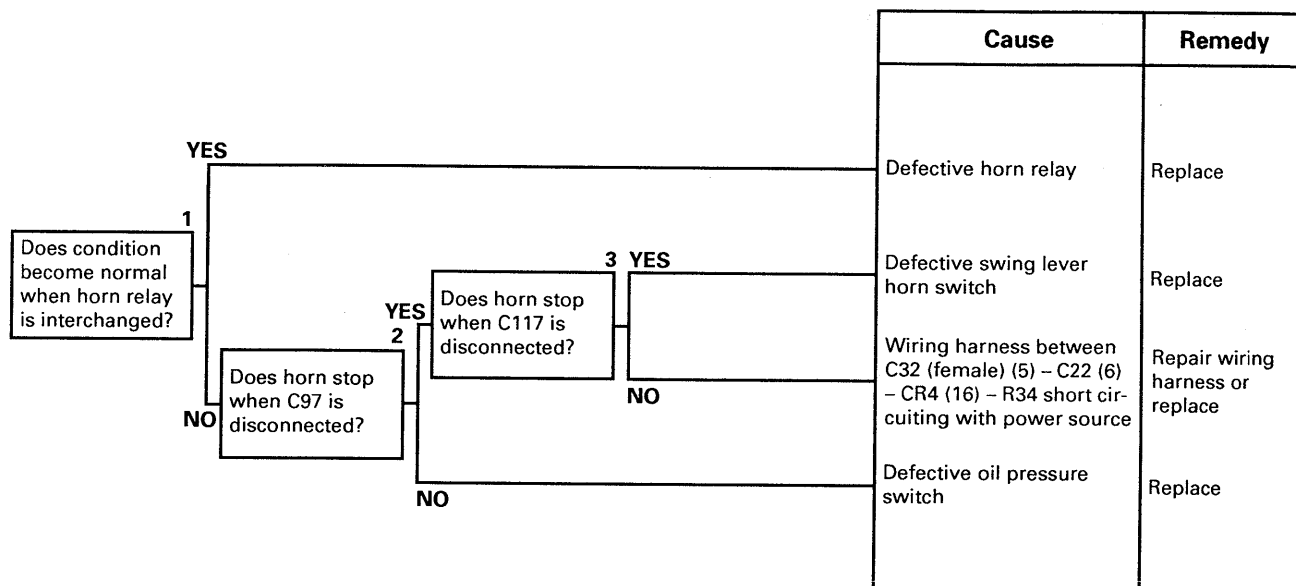 Cause
Remedy
YES
Defective horn relay
Replace
1
Does condition
become normal
when horn relay
is interchanged?
3 YES
Does horn stop
when C117 is
disconnected?
Defective swing lever
horn switch
Replace
YES
2
Does horn stop
when C97 is
disconnected?
NO
NO
Wiring harness between
C32 (female) (5) – C22 (6)
– CR4 (16) – R34 short cir-
cuiting with power source
Repair wiring
harness or
replace
NO
Defective oil pressure
switch
Replace